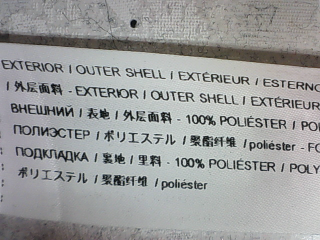 EXTERIOR / OUTER SHELL / EXTÉRIEUR / ESTERNO
/ 外层面料 - EXTERIOR / OUTER SHELL / EXTÉRIEUR
ВНЕШНИЙ / 表地 / 外层面料 - 100% POLIÉSTER / POL
ПОЛИЭСТЕР / ポリエステル / 聚酯纤维 / poliéster - FO
ПОДКЛАДКА / 裏地 / 里料 - 100% POLIÉSTER / POLY
ポリエステル / 聚酯纤维 / poliéster